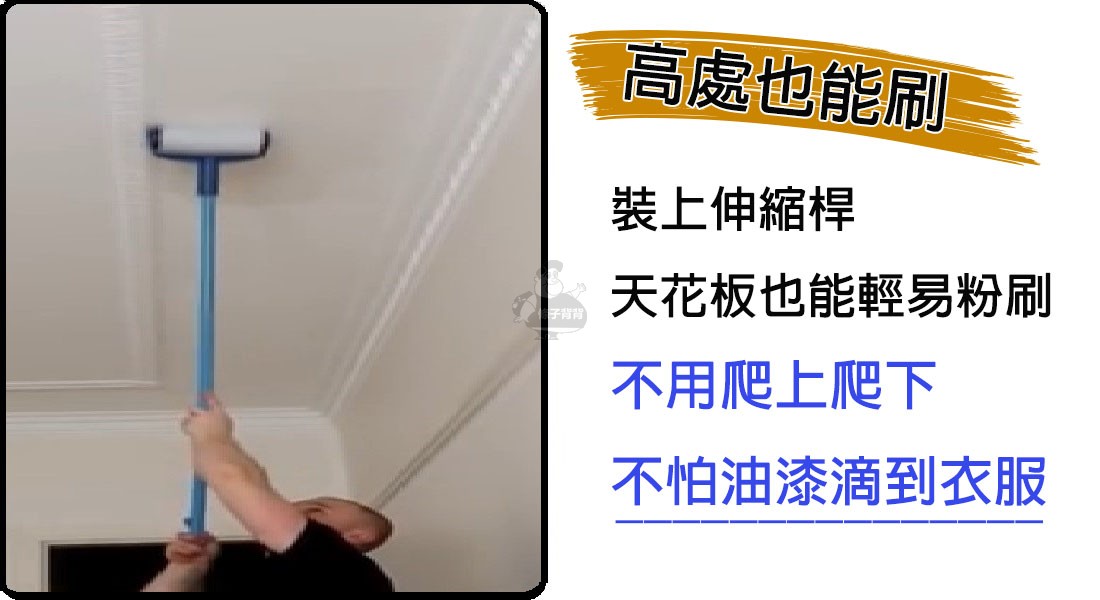 高處也能刷
裝上伸縮桿
天花板也能輕易粉刷
不用爬上爬下
不怕油漆滴到衣服